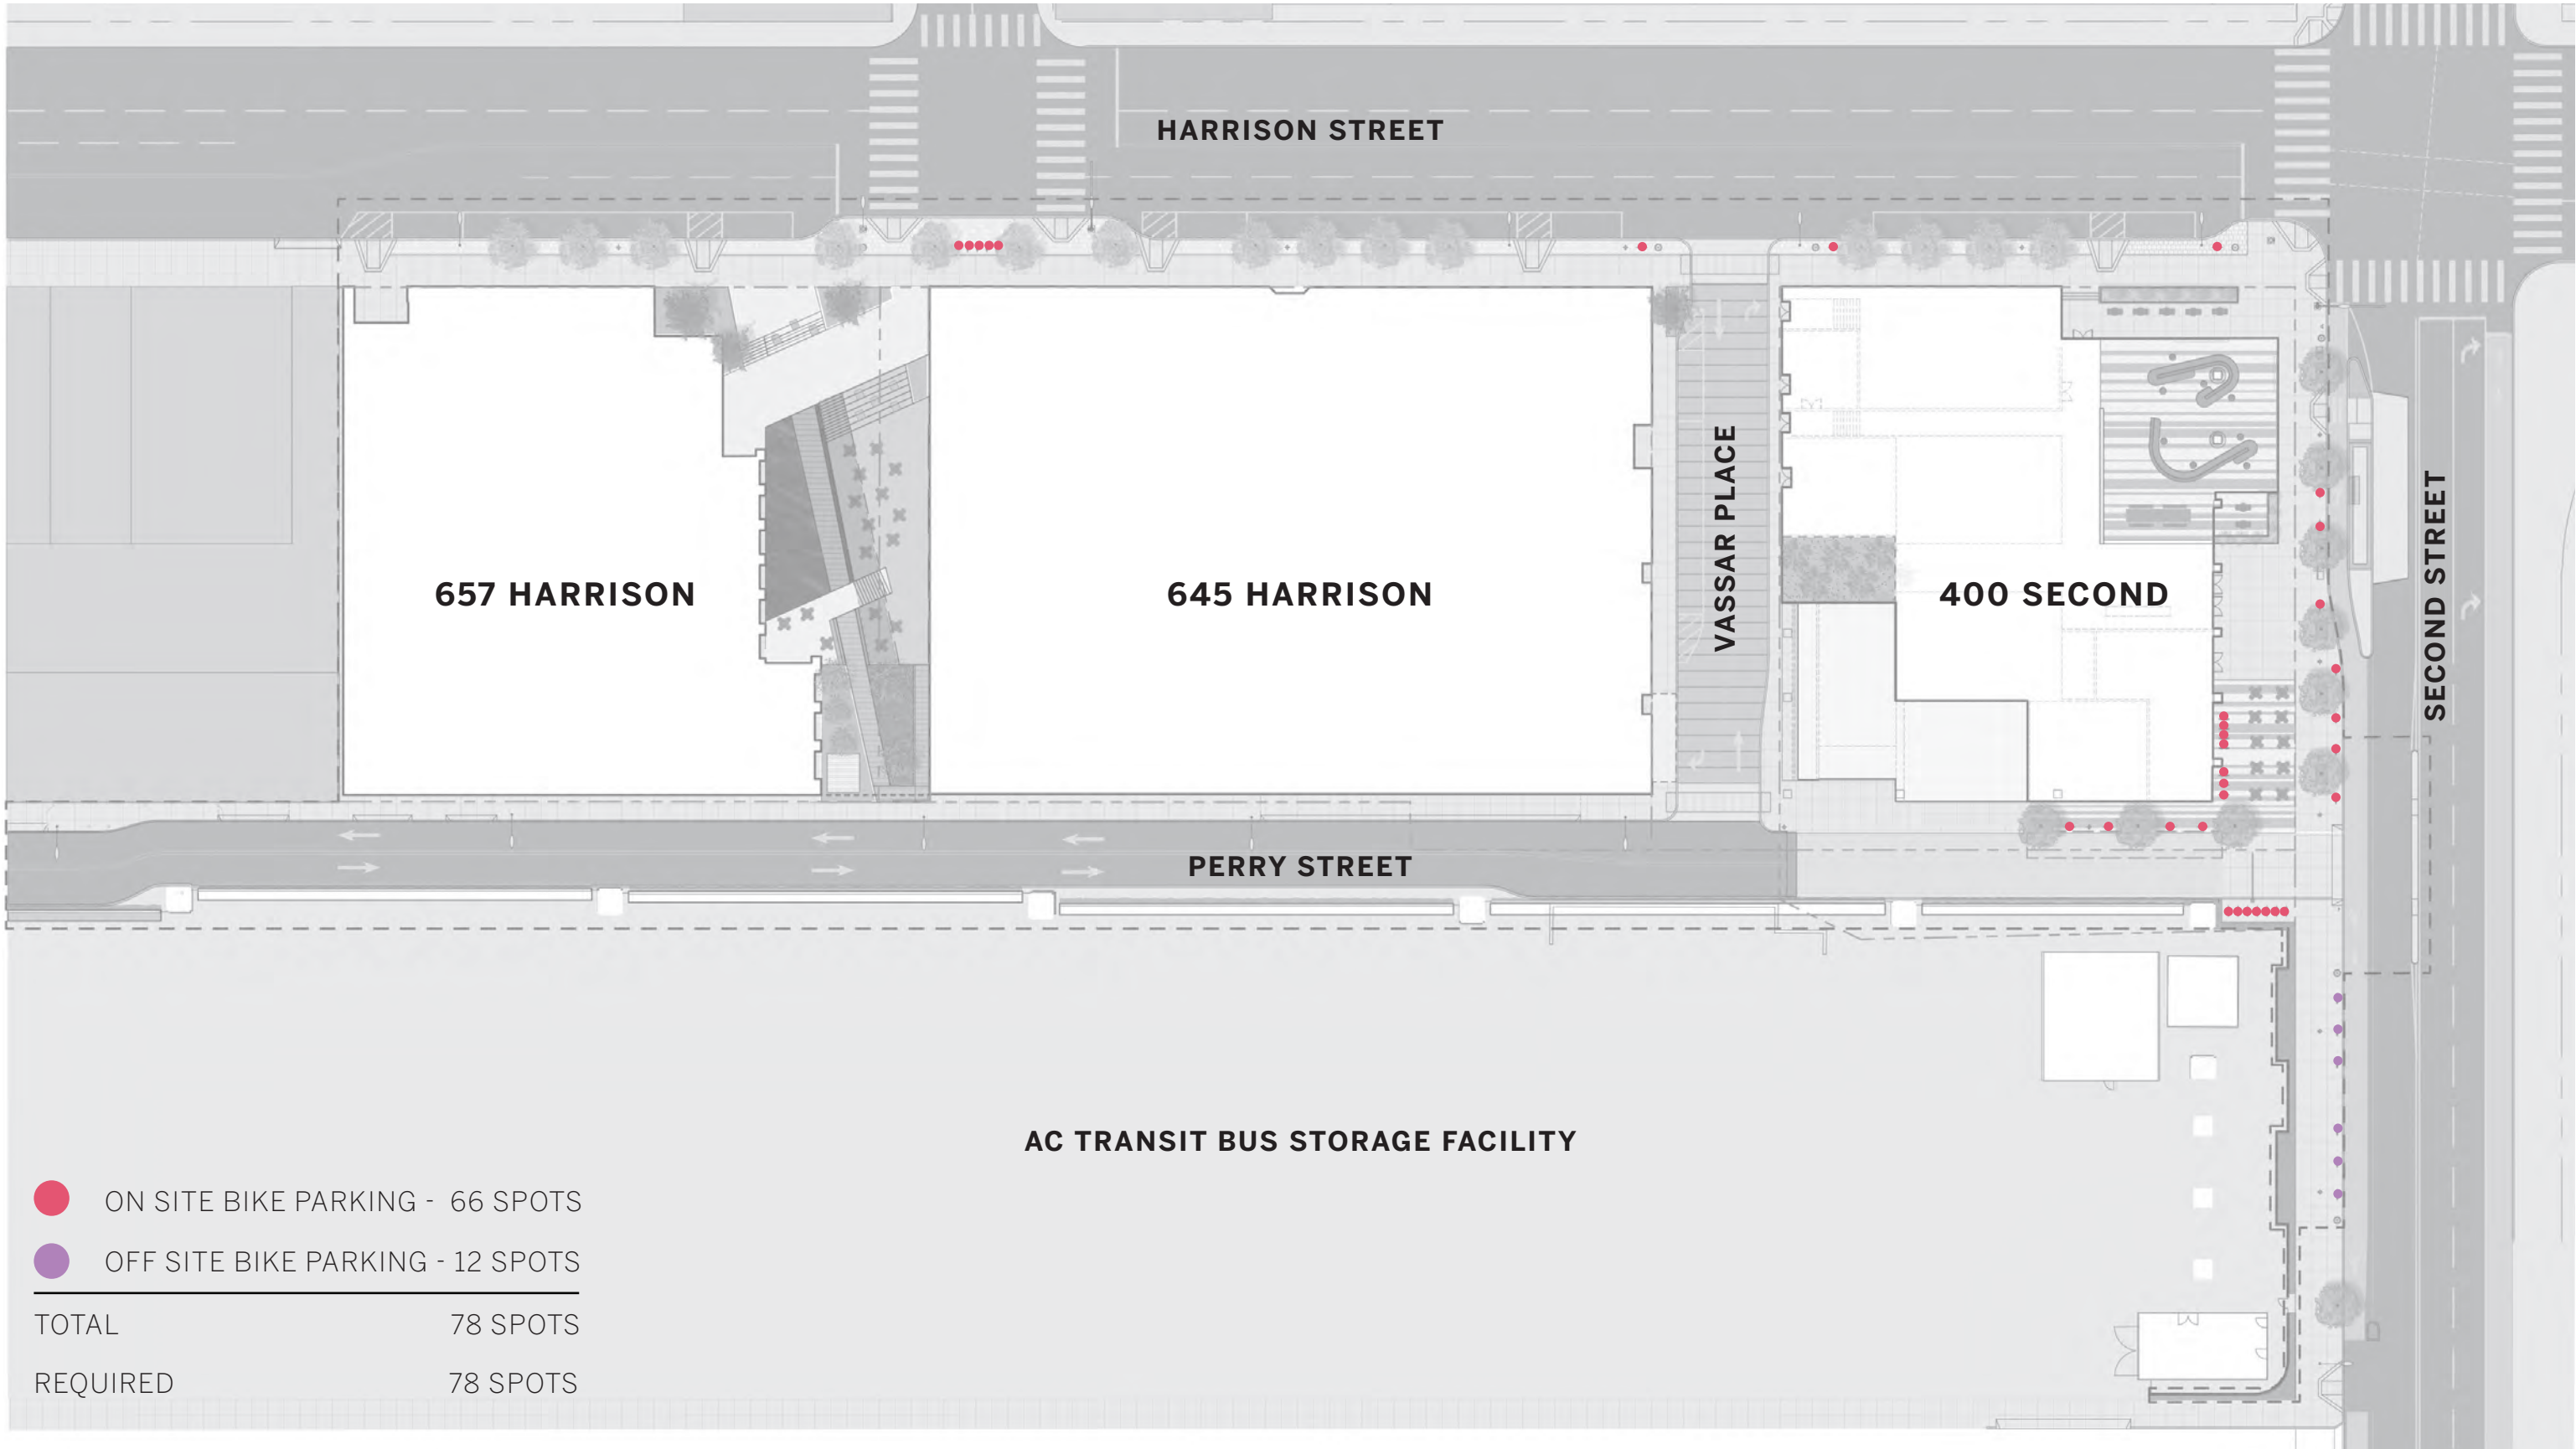 HARRISON STREET
657 HARRISON
645 HARRISON
VASSAR PLACE
400 SECOND
SECOND STREET
PERRY STREET
AC TRANSIT BUS STORAGE FACILITY
ON SITE BIKE PARKING - 66 SPOTS
OFF SITE BIKE PARKING - 12 SPOTS
TOTAL 78 SPOTS
REQUIRED 78 SPOTS